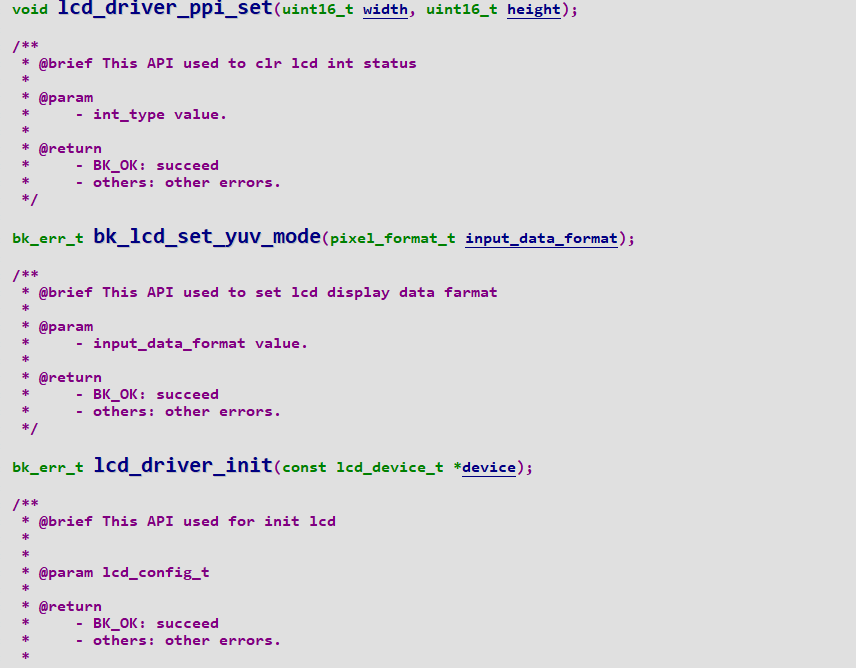 void lcd_driver_ppi_set(uint16_t width, uint16_t height);
/**
* @brief This API used to clr lcd int status
*
* @param
* - int_type value.
*
* @return
* - BK_OK: succeed
* - others: other errors.
*/
bk_err_t bk_lcd_set_yuv_mode(pixel_format_t input_data_format);
/**
* @brief This API used to set lcd display data farmat
*
* @param
* - input_data_format value.
*
* @return
* - BK_OK: succeed
* - others: other errors.
*/
bk_err_t lcd_driver_init(const lcd_device_t *device);
/**
* @brief This API used for init lcd
*
*
* @param lcd_config_t
*
* @return
* - BK_OK: succeed
* - others: other errors.
*